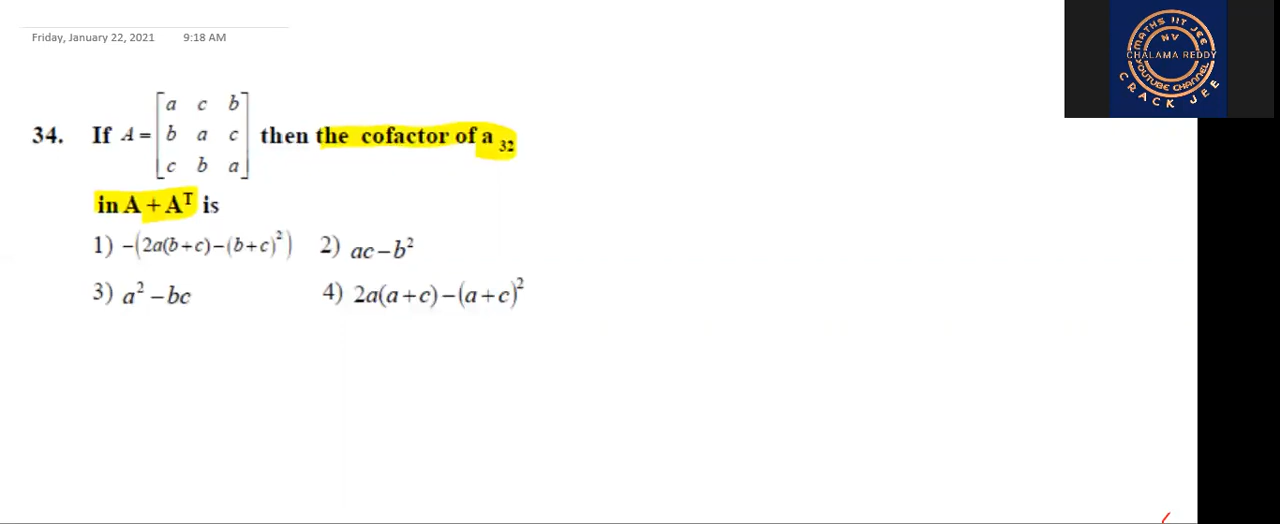 Friday, January 22, 2021 9:18 AM
MATHS IIT JEE
NV
CHALAMA REDDY
YOUTUBE CHANNEL
CRACK JEE
34. If A = [a c b; b a c; c b a] then the cofactor of a₃₂
in A + Aᵀ is
1) −(2a(b+c)−(b+c)²) 2) ac−b²
3) a² −bc 4) 2a(a+c)−(a+c)²